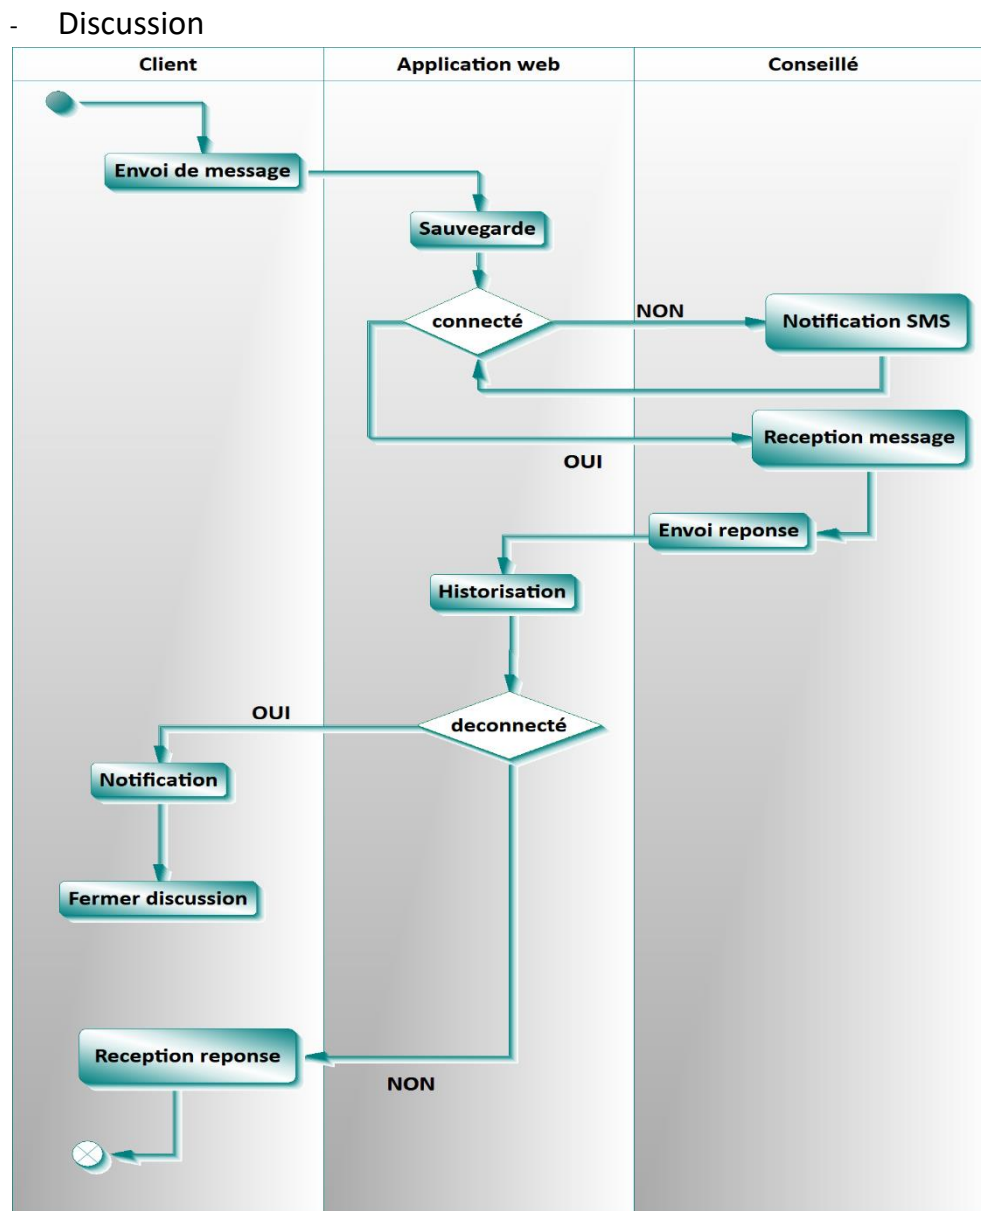 - Discussion
Client
Application web
Conseillé
Envoi de message
Sauvegarde
connecté
NON
Notification SMS
Reception message
OUI
Envoi reponse
Historisation
OUI
deconnecté
Notification
Fermer discussion
Reception reponse
NON